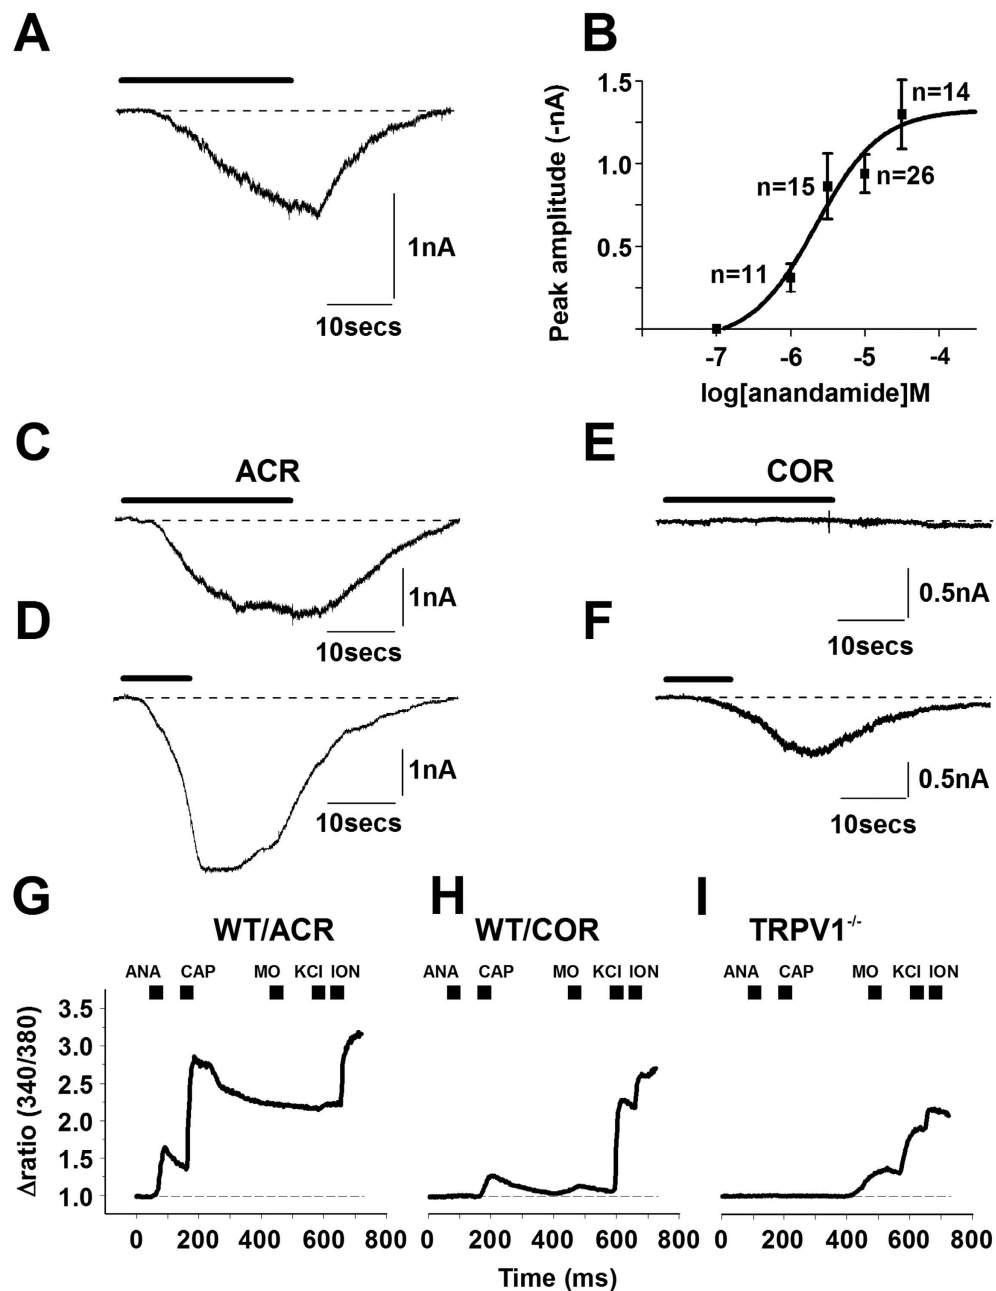 A
1nA
10secs
B
Peak amplitude (-nA)
1.5
1.0
0.5
n=14
n=15
n=26
n=11
-7 -6 -5 -4
log[anandamide]M
C
ACR
1nA
10secs
D
1nA
10secs
E
COR
0.5nA
10secs
F
0.5nA
10secs
G
WT/ACR
ANA CAP MO KCl ION
Δratio (340/380)
3.5
3.0
2.5
2.0
1.5
1.0
0 200 400 600 800
H
WT/COR
ANA CAP MO KCl ION
0 200 400 600 800
Time (ms)
I
TRPV1-/-
ANA CAP MO KCl ION
0 200 400 600 800